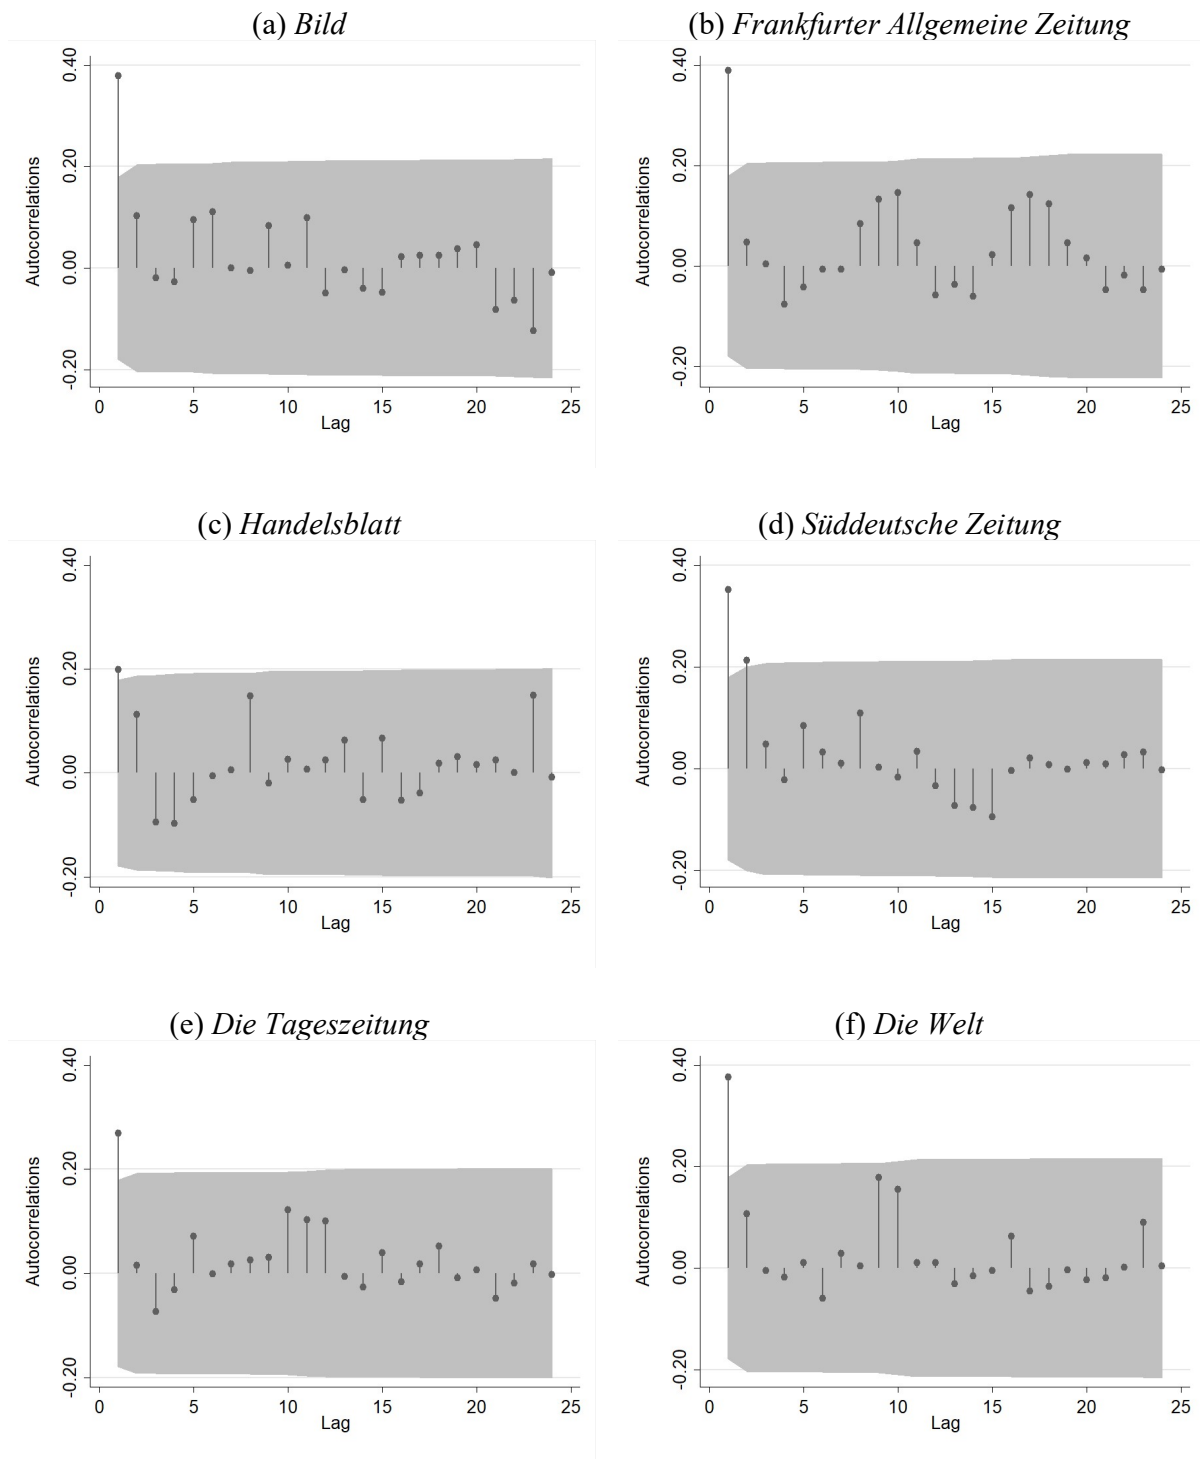 (a) Bild
Autocorrelations
0.40
0.20
0.00
-0.20
0 5 10 15 20 25
Lag
(b) Frankfurter Allgemeine Zeitung
Autocorrelations
0.40
0.20
0.00
-0.20
0 5 10 15 20 25
Lag
(c) Handelsblatt
Autocorrelations
0.40
0.20
0.00
-0.20
0 5 10 15 20 25
Lag
(d) Süddeutsche Zeitung
Autocorrelations
0.40
0.20
0.00
-0.20
0 5 10 15 20 25
Lag
(e) Die Tageszeitung
Autocorrelations
0.40
0.20
0.00
-0.20
0 5 10 15 20 25
Lag
(f) Die Welt
Autocorrelations
0.40
0.20
0.00
-0.20
0 5 10 15 20 25
Lag